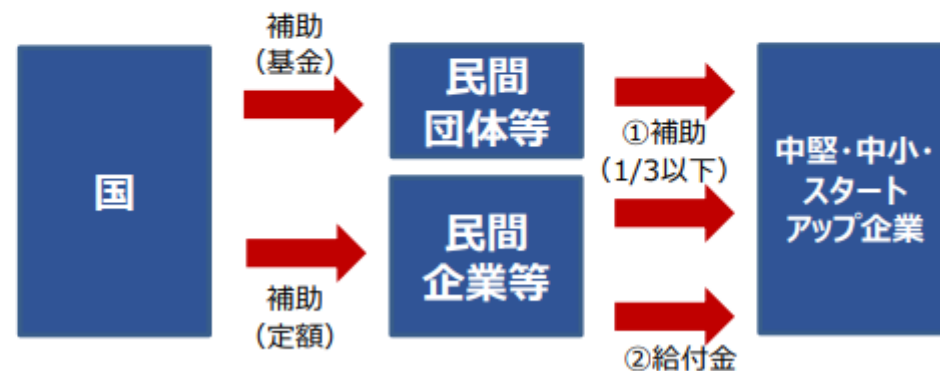 国
補助
（基金）
補助
（定額）
民間
団体等
民間
企業等
①補助
（1/3以下）
②給付金
中堅・中小・
スタート
アップ企業